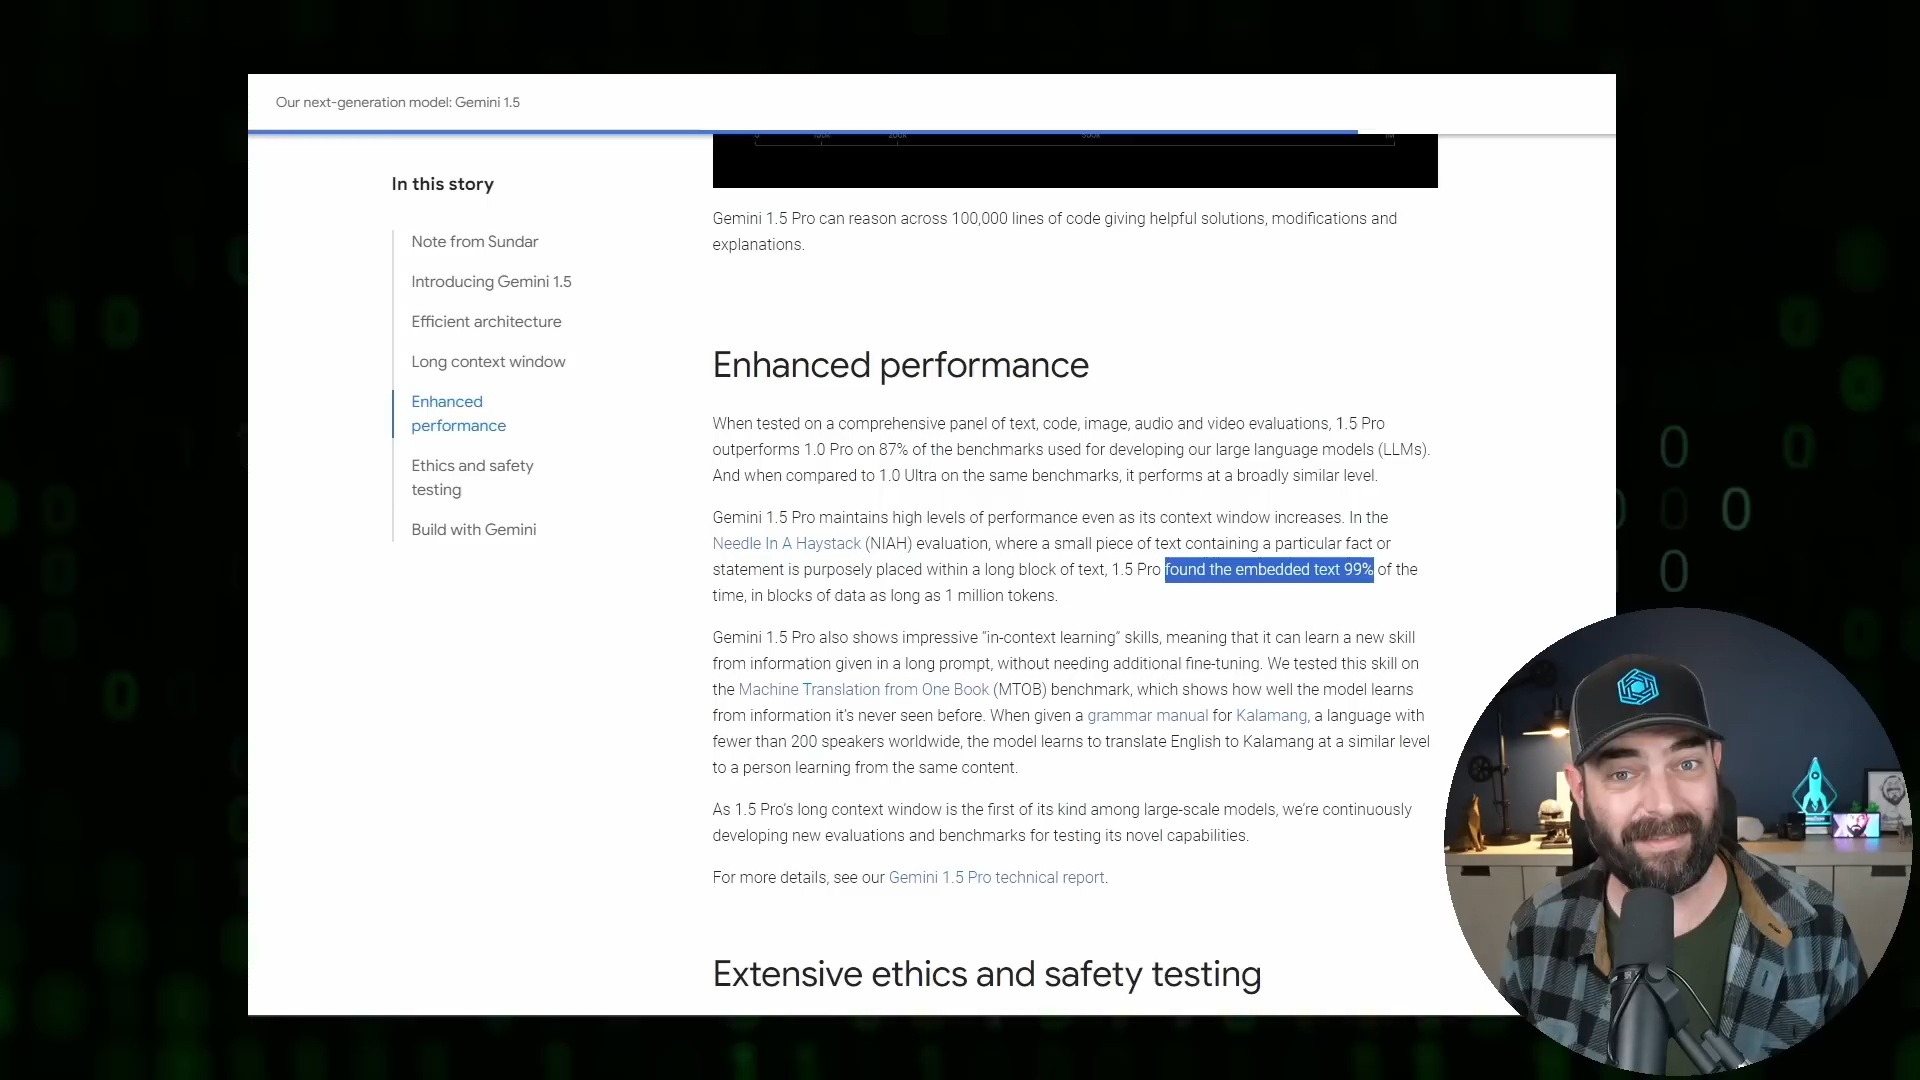 Our next-generation model: Gemini 1.5
In this story
Note from Sundar
Introducing Gemini 1.5
Efficient architecture
Long context window
Enhanced
performance
Ethics and safety
testing
Build with Gemini
Gemini 1.5 Pro can reason across 100,000 lines of code giving helpful solutions, modifications and
explanations.
Enhanced performance
When tested on a comprehensive panel of text, code, image, audio and video evaluations, 1.5 Pro
outperforms 1.0 Pro on 87% of the benchmarks used for developing our large language models (LLMs).
And when compared to 1.0 Ultra on the same benchmarks, it performs at a broadly similar level.
Gemini 1.5 Pro maintains high levels of performance even as its context window increases. In the
Needle In A Haystack (NIAH) evaluation, where a small piece of text containing a particular fact or
statement is purposely placed within a long block of text, 1.5 Pro found the embedded text 99% of the
time, in blocks of data as long as 1 million tokens.
Gemini 1.5 Pro also shows impressive “in-context learning” skills, meaning that it can learn a new skill
from information given in a long prompt, without needing additional fine-tuning. We tested this skill on
the Machine Translation from One Book (MTOB) benchmark, which shows how well the model learns
from information it’s never seen before. When given a grammar manual for Kalamang, a language with
fewer than 200 speakers worldwide, the model learns to translate English to Kalamang at a similar level
to a person learning from the same content.
As 1.5 Pro’s long context window is the first of its kind among large-scale models, we’re continuously
developing new evaluations and benchmarks for testing its novel capabilities.
For more details, see our Gemini 1.5 Pro technical report.
Extensive ethics and safety testing